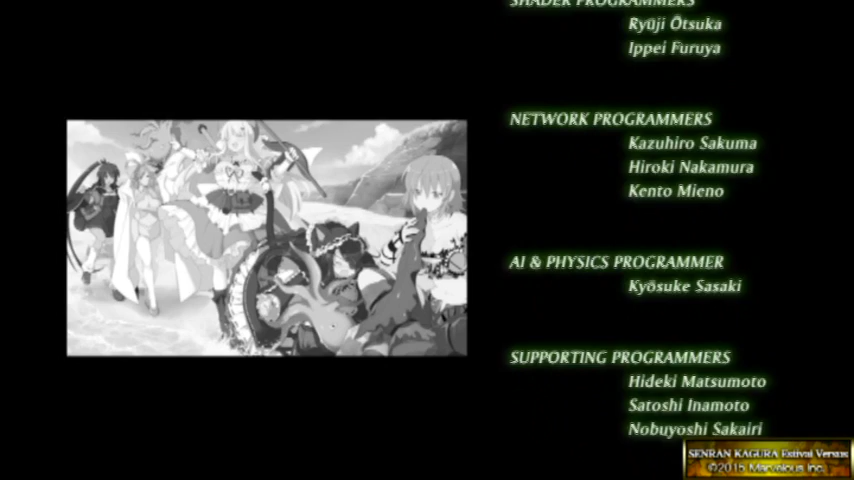 SHADER PROGRAMMERS
Ryūji Ōtsuka
Ippei Furuya
NETWORK PROGRAMMERS
Kazuhiro Sakuma
Hiroki Nakamura
Kento Mieno
AI & PHYSICS PROGRAMMER
Kyōsuke Sasaki
SUPPORTING PROGRAMMERS
Hideki Matsumoto
Satoshi Inamoto
Nobuyoshi Sakairi
SENRAN KAGURA Estival Versus
©2015 Marvelous Inc.